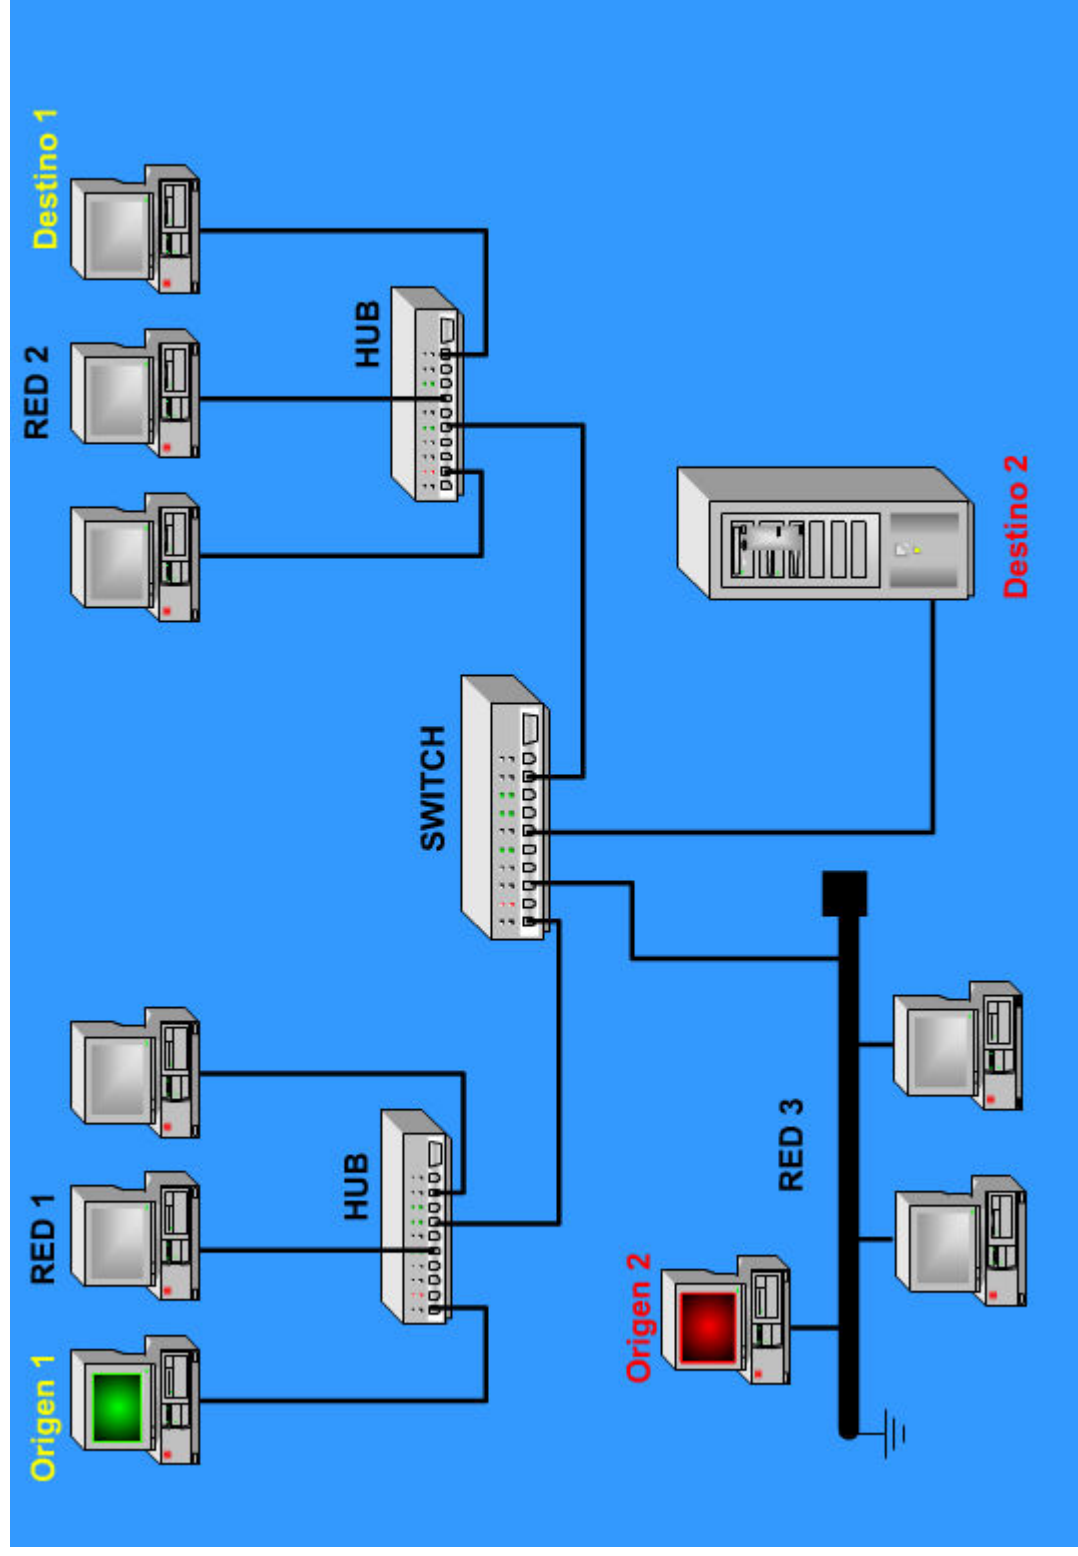 Origen 1
RED 1
RED 2
Destino 1
HUB
HUB
SWITCH
Origen 2
RED 3
Destino 2